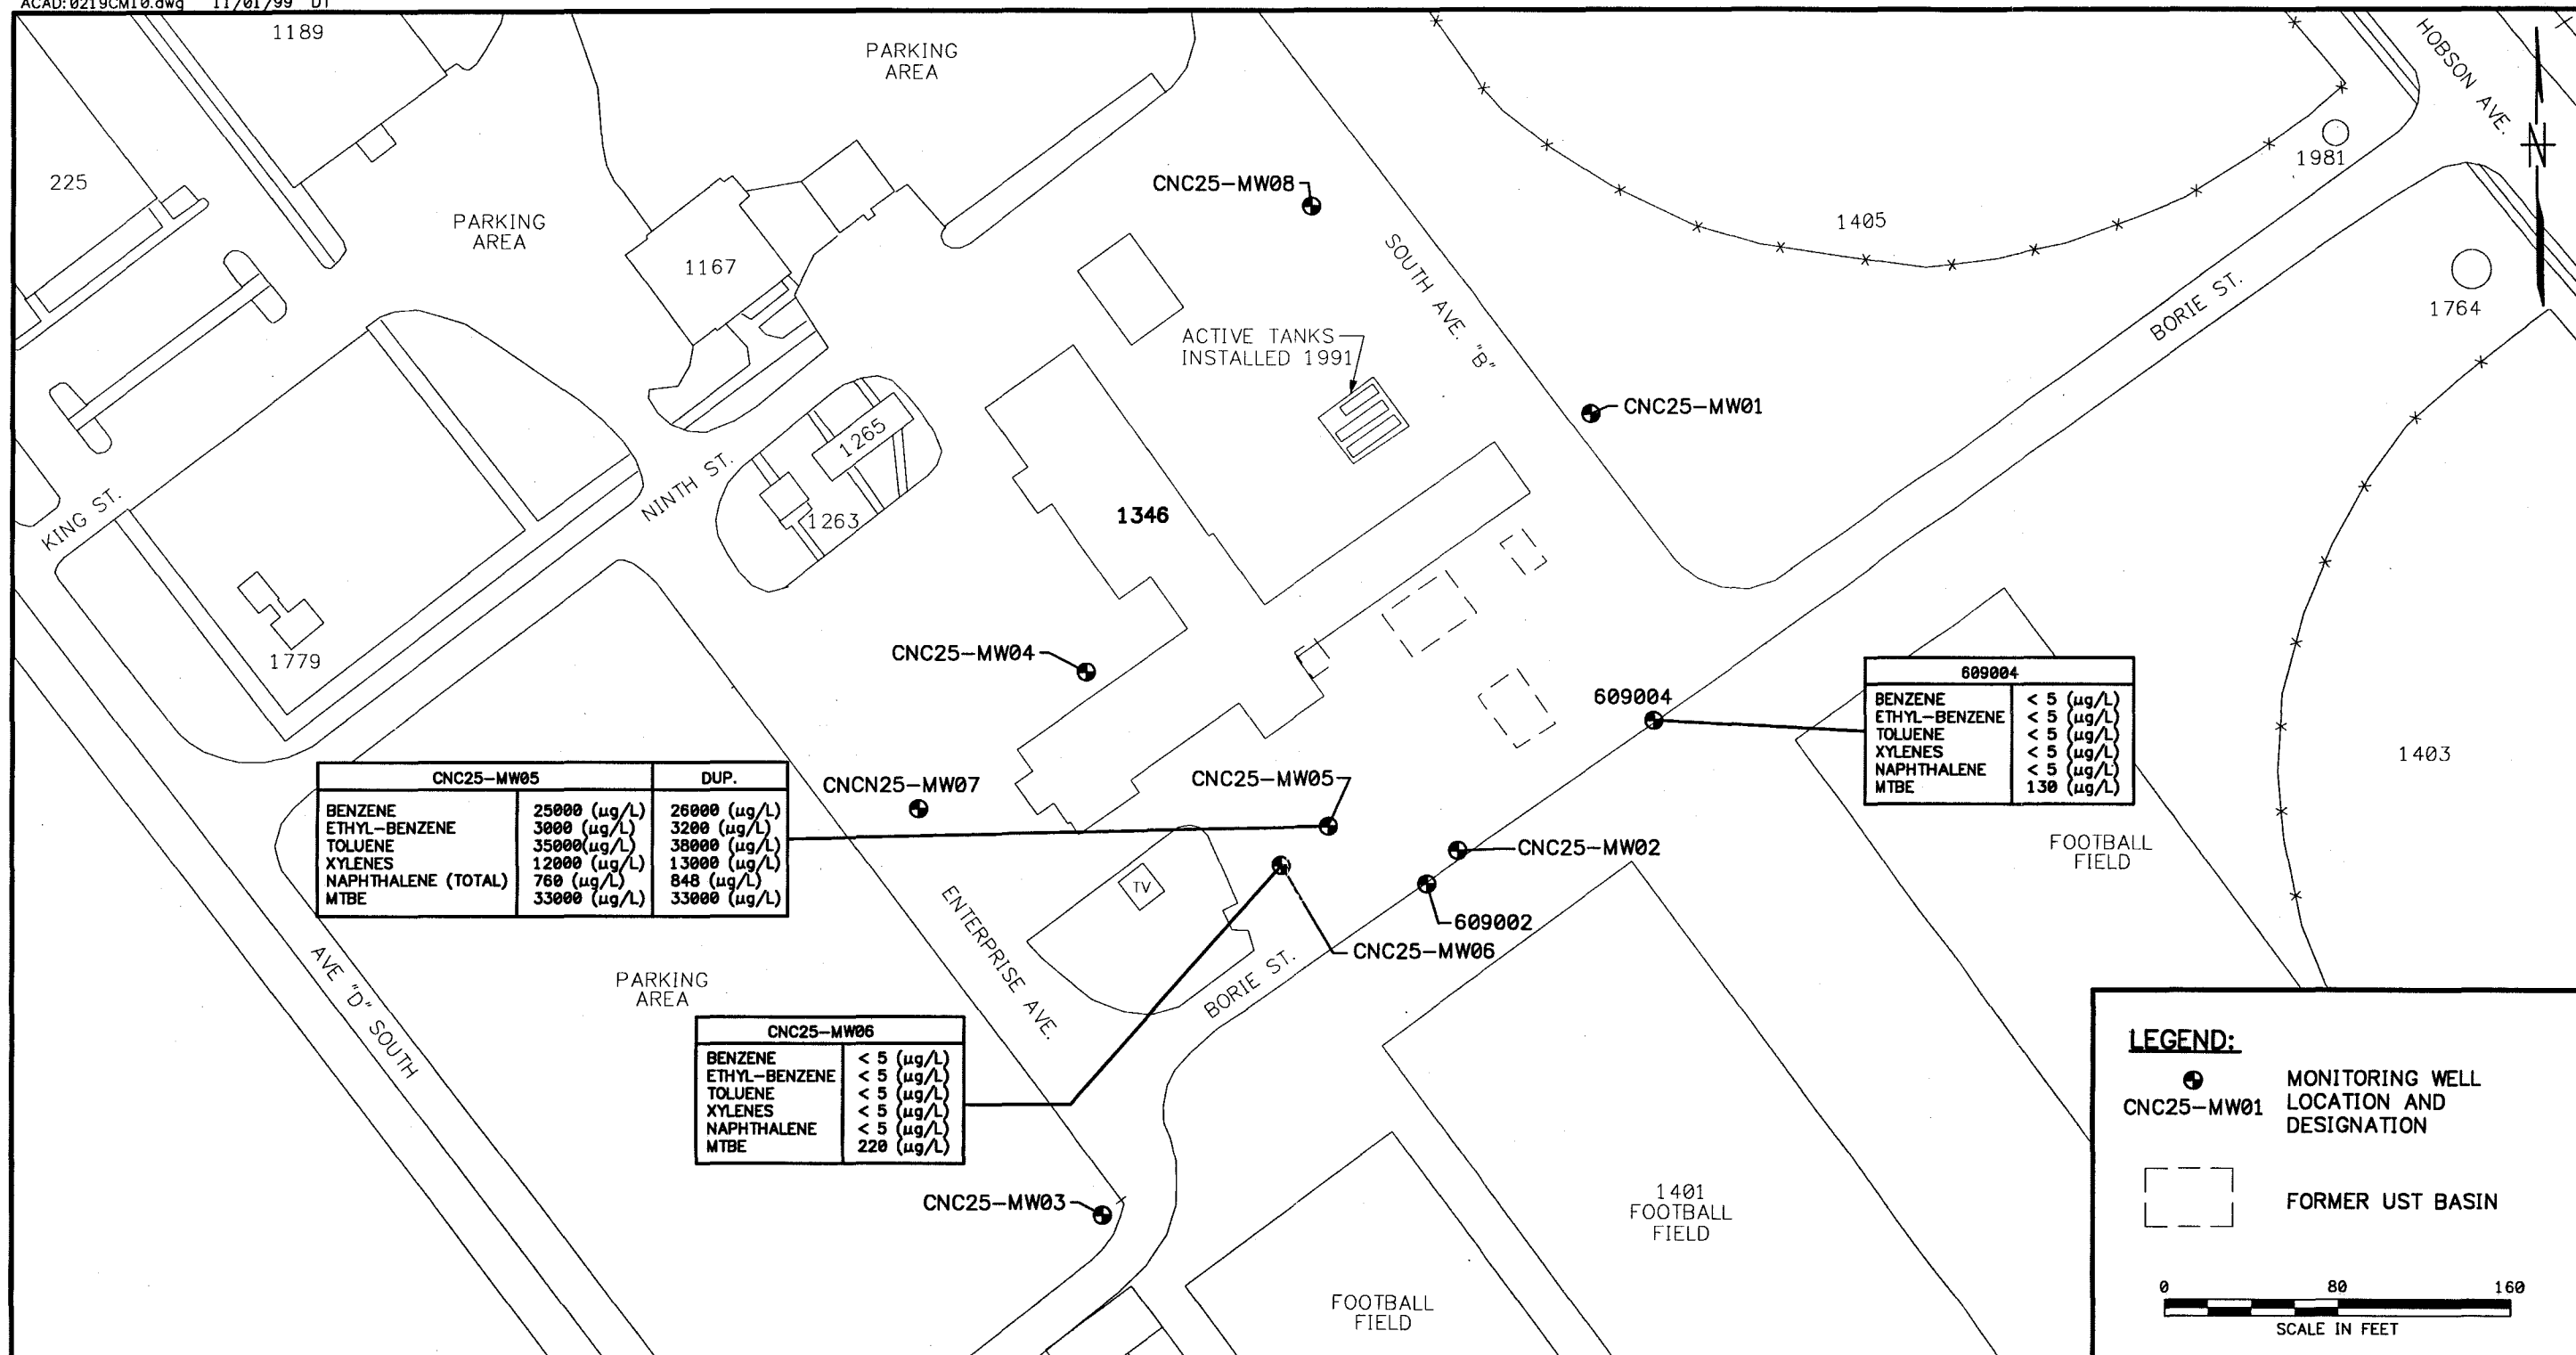 ACAD:0219CM10.dwg 11/01/99 DT
1189
PARKING
AREA
HOBSON AVE.
N
1981
225
CNC25-MW08
PARKING
AREA
1405
1167
SOUTH AVE. "B"
BORIE ST.
1764
ACTIVE TANKS
INSTALLED 1991
CNC25-MW01
1265
NINTH ST.
KING ST.
1263
1346
1779
CNC25-MW04
609004
609004
BENZENE < 5 (µg/L)
ETHYL-BENZENE < 5 (µg/L)
TOLUENE < 5 (µg/L)
XYLENES < 5 (µg/L)
NAPHTHALENE < 5 (µg/L)
MTBE 130 (µg/L)
1403
CNC25-MW05 DUP.
BENZENE 25000 (µg/L) 26000 (µg/L)
ETHYL-BENZENE 3000 (µg/L) 3200 (µg/L)
TOLUENE 35000(µg/L) 38000 (µg/L)
XYLENES 12000 (µg/L) 13000 (µg/L)
NAPHTHALENE (TOTAL) 760 (µg/L) 848 (µg/L)
MTBE 33000 (µg/L) 33000 (µg/L)
CNCN25-MW07
CNC25-MW05
CNC25-MW02
FOOTBALL
FIELD
TV
609002
CNC25-MW06
ENTERPRISE AVE.
BORIE ST.
AVE "D" SOUTH
PARKING
AREA
CNC25-MW06
BENZENE < 5 (µg/L)
ETHYL-BENZENE < 5 (µg/L)
TOLUENE < 5 (µg/L)
XYLENES < 5 (µg/L)
NAPHTHALENE < 5 (µg/L)
MTBE 220 (µg/L)
CNC25-MW03
1401
FOOTBALL
FIELD
FOOTBALL
FIELD
LEGEND:
CNC25-MW01
MONITORING WELL
LOCATION AND
DESIGNATION
FORMER UST BASIN
0 80 160
SCALE IN FEET